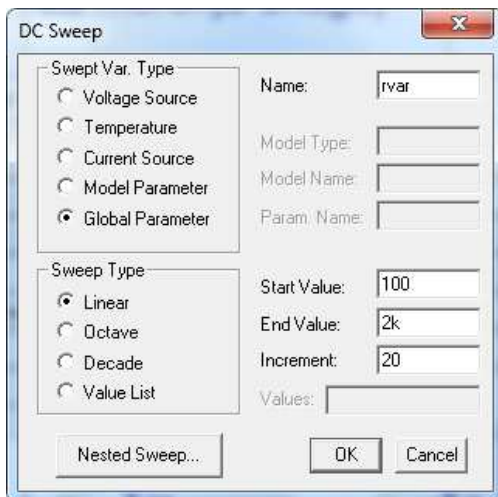 DC Sweep
Swept Var. Type
Voltage Source
Temperature
Current Source
Model Parameter
Global Parameter
Name: rvar
Model Type:
Model Name:
Param. Name:
Sweep Type
Linear
Octave
Decade
Value List
Start Value: 100
End Value: 2k
Increment: 20
Values:
Nested Sweep...
OK
Cancel